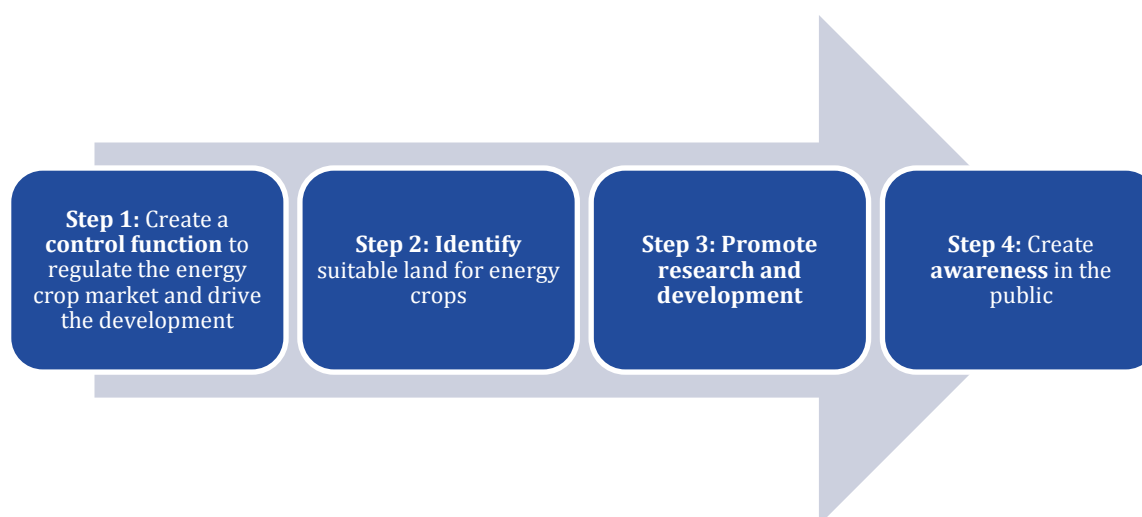 Step 1: Create a
control function to
regulate the energy
crop market and drive
the development
Step 2: Identify
suitable land for energy
crops
Step 3: Promote
research and
development
Step 4: Create
awareness in the
public